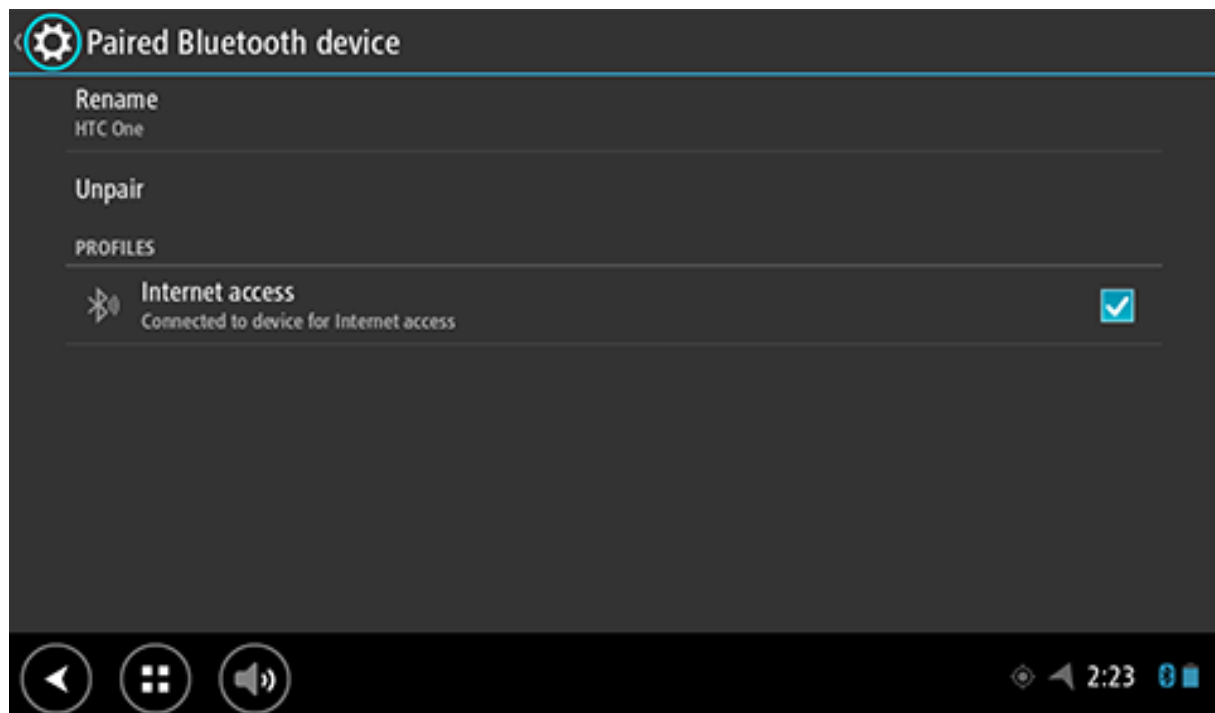 Paired Bluetooth device
Rename
HTC One
Unpair
PROFILES
Internet access
Connected to device for Internet access
2:23